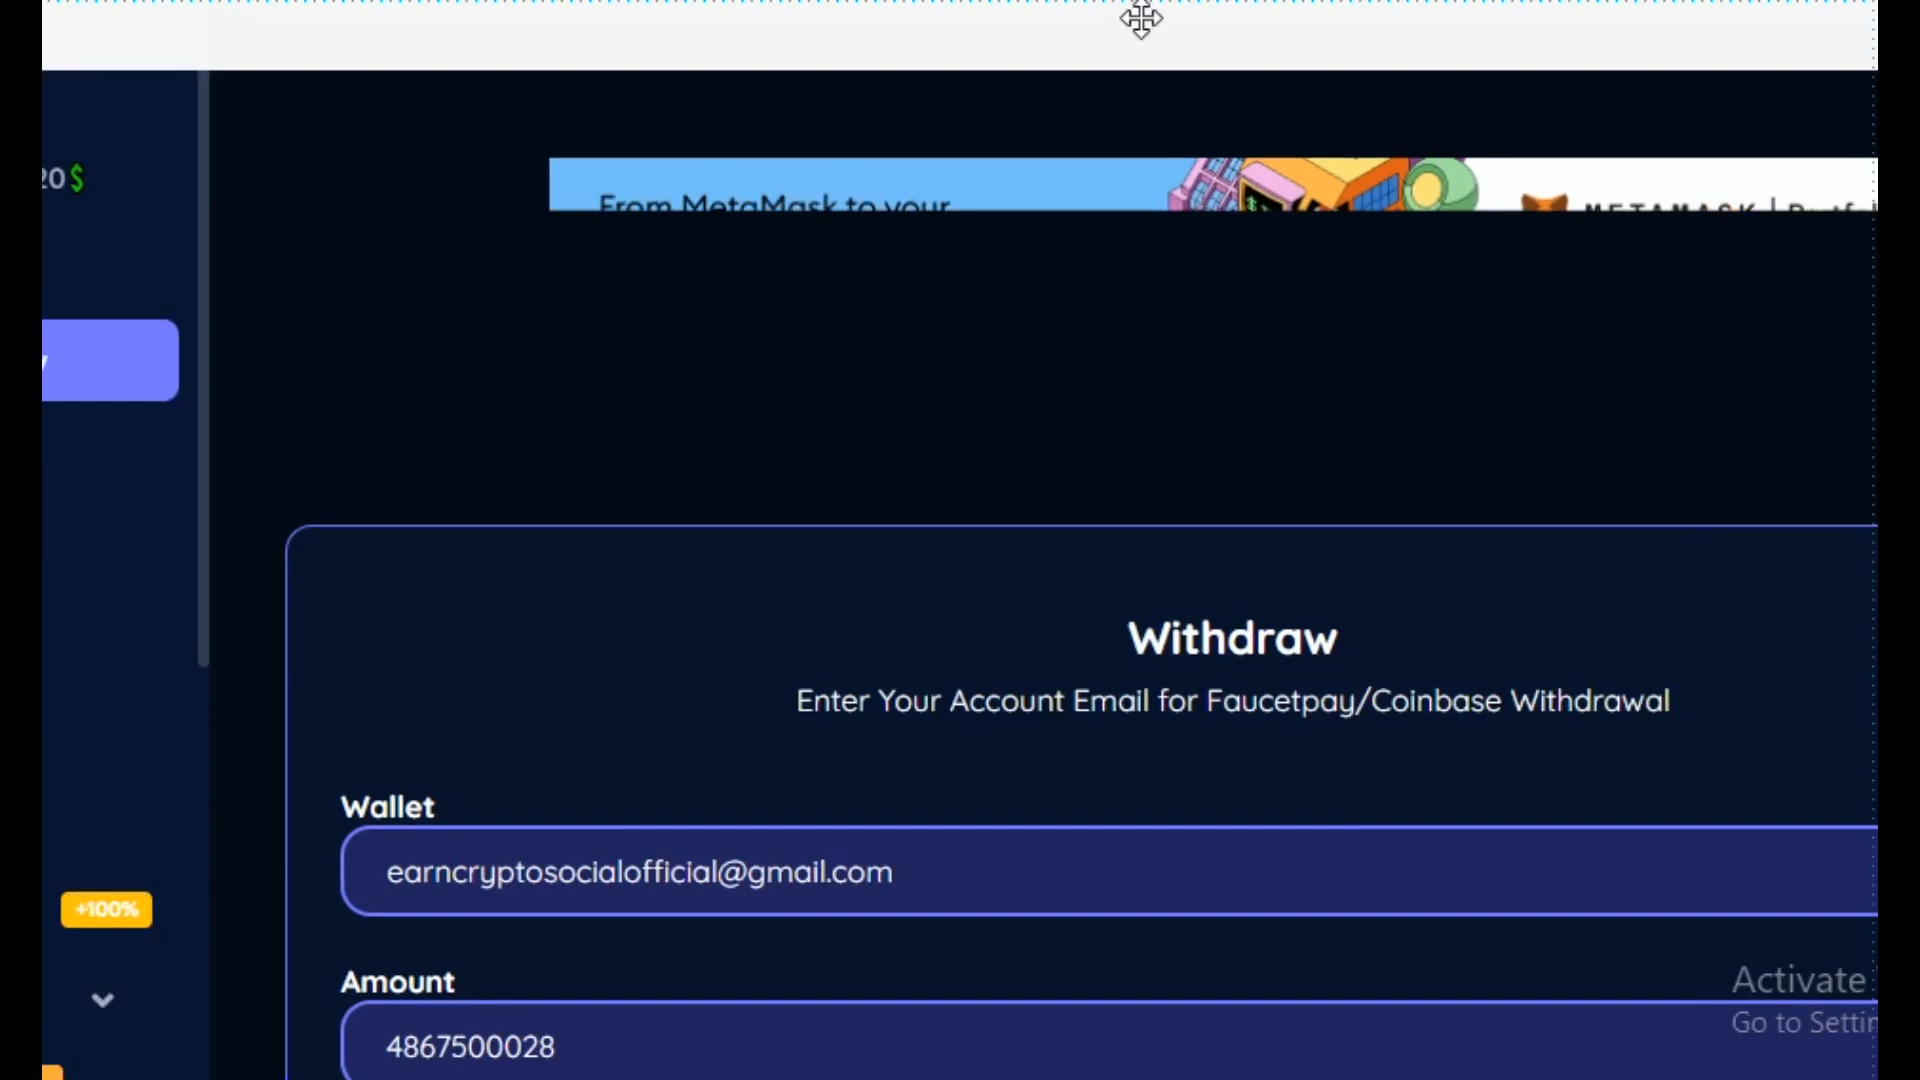 20$
From MetaMask to your
METAMASK
Withdraw
Enter Your Account Email for Faucetpay/Coinbase Withdrawal
Wallet
earncryptosocialofficial@gmail.com
+100%
Amount
4867500028
Activate
Go to